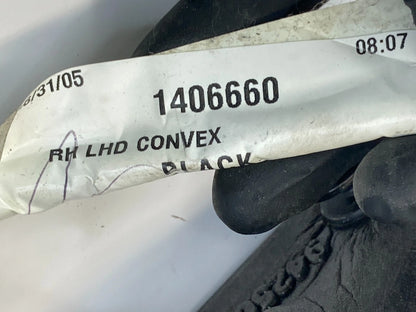 /31/05
08:07
1406660
RH LHD CONVEX
BLACK